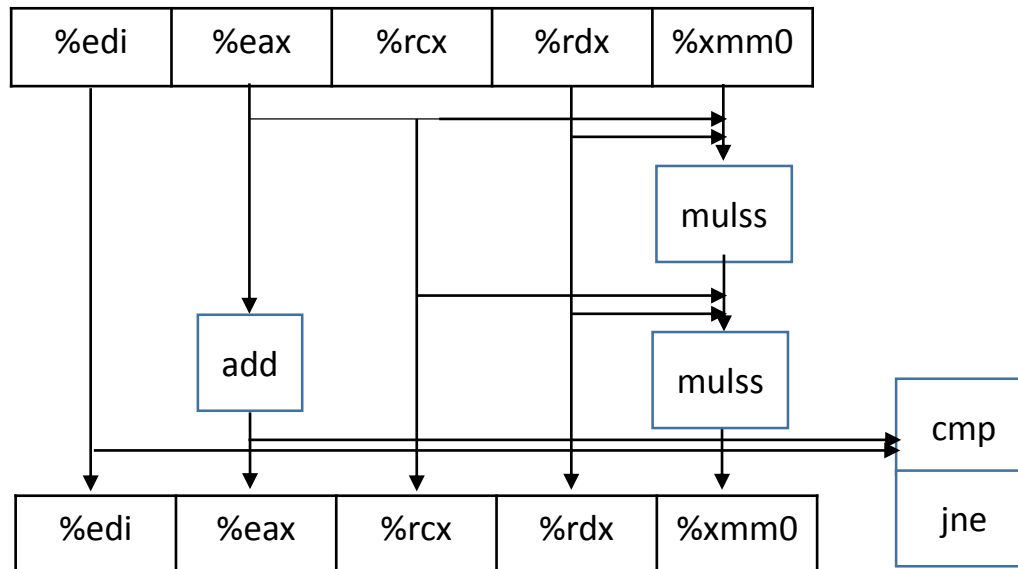 %edi %eax %rcx %rdx %xmm0
mulss
add
mulss
cmp
%edi %eax %rcx %rdx %xmm0
jne